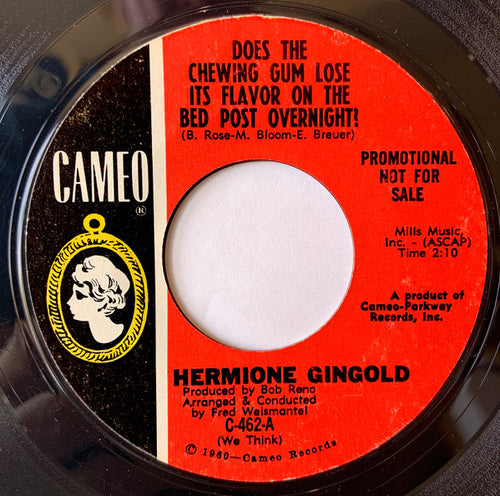 DOES THE
CHEWING GUM LOSE
ITS FLAVOR ON THE
BED POST OVERNIGHT?
(B. Rose-M. Bloom-E. Breuer)
CAMEO
®
PROMOTIONAL
NOT FOR
SALE
Mills Music,
Inc. - (ASCAP)
Time 2:10
A product of
Cameo-Parkway
Records, Inc.
HERMIONE GINGOLD
Produced by Bob Reno
Arranged & Conducted
by Fred Weismantel
C-462-A
(We Think)
© 1960—Cameo Records